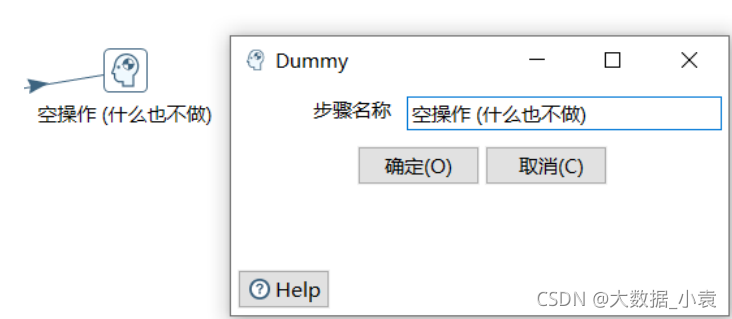 Dummy
步骤名称 空操作 (什么也不做)
空操作 (什么也不做)
确定(O) 取消(C)
Help
CSDN @大数据_小袁